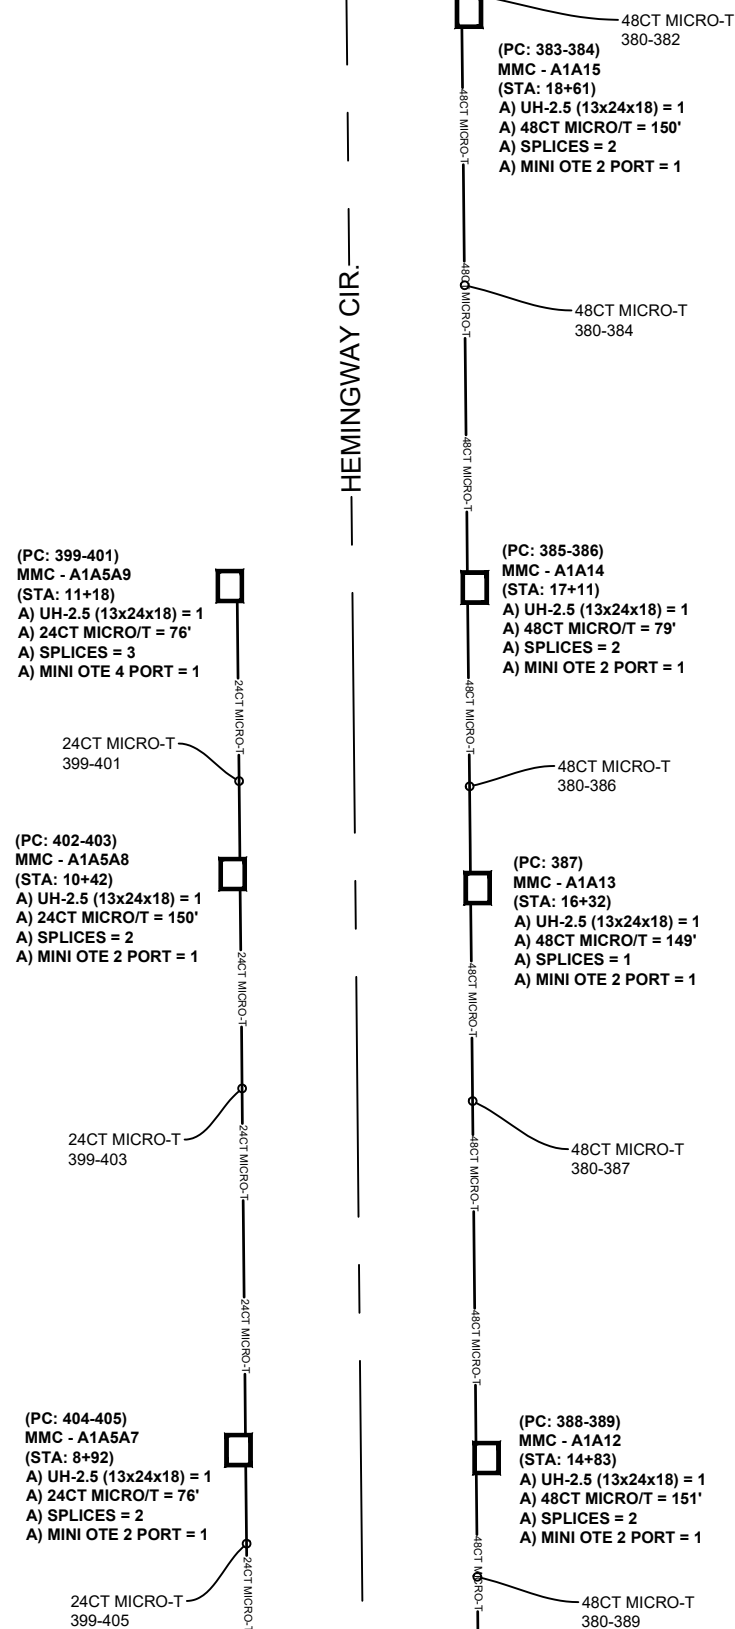 48CT MICRO-T
380-382
(PC: 383-384)
MMC - A1A15
(STA: 18+61)
A) UH-2.5 (13x24x18) = 1
A) 48CT MICRO/T = 150'
A) SPLICES = 2
A) MINI OTE 2 PORT = 1
48CT MICRO-T
48CT MICRO-T
48CT MICRO-T
380-384
HEMINGWAY CIR.
48CT MICRO-T
(PC: 399-401)
MMC - A1A5A9
(STA: 11+18)
A) UH-2.5 (13x24x18) = 1
A) 24CT MICRO/T = 76'
A) SPLICES = 3
A) MINI OTE 4 PORT = 1
(PC: 385-386)
MMC - A1A14
(STA: 17+11)
A) UH-2.5 (13x24x18) = 1
A) 48CT MICRO/T = 79'
A) SPLICES = 2
A) MINI OTE 2 PORT = 1
24CT MICRO-T
48CT MICRO-T
24CT MICRO-T
399-401
48CT MICRO-T
380-386
(PC: 402-403)
MMC - A1A5A8
(STA: 10+42)
A) UH-2.5 (13x24x18) = 1
A) 24CT MICRO/T = 150'
A) SPLICES = 2
A) MINI OTE 2 PORT = 1
(PC: 387)
MMC - A1A13
(STA: 16+32)
A) UH-2.5 (13x24x18) = 1
A) 48CT MICRO/T = 149'
A) SPLICES = 1
A) MINI OTE 2 PORT = 1
24CT MICRO-T
48CT MICRO-T
24CT MICRO-T
399-403
24CT MICRO-T
48CT MICRO-T
48CT MICRO-T
380-387
24CT MICRO-T
48CT MICRO-T
(PC: 404-405)
MMC - A1A5A7
(STA: 8+92)
A) UH-2.5 (13x24x18) = 1
A) 24CT MICRO/T = 76'
A) SPLICES = 2
A) MINI OTE 2 PORT = 1
(PC: 388-389)
MMC - A1A12
(STA: 14+83)
A) UH-2.5 (13x24x18) = 1
A) 48CT MICRO/T = 151'
A) SPLICES = 2
A) MINI OTE 2 PORT = 1
24CT MICRO-T
48CT MICRO-T
24CT MICRO-T
399-405
48CT MICRO-T
380-389